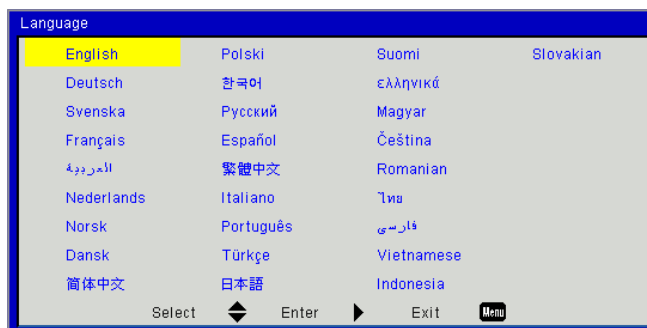 Language
English Polski Suomi Slovakian
Deutsch 한국어 ελληνικά
Svenska Русский Magyar
Français Español Čeština
العربية 繁體中文 Romanian
Nederlands Italiano ไทย
Norsk Português فارسی
Dansk Türkçe Vietnamese
简体中文 日本語 Indonesia
Select Enter Exit Menu